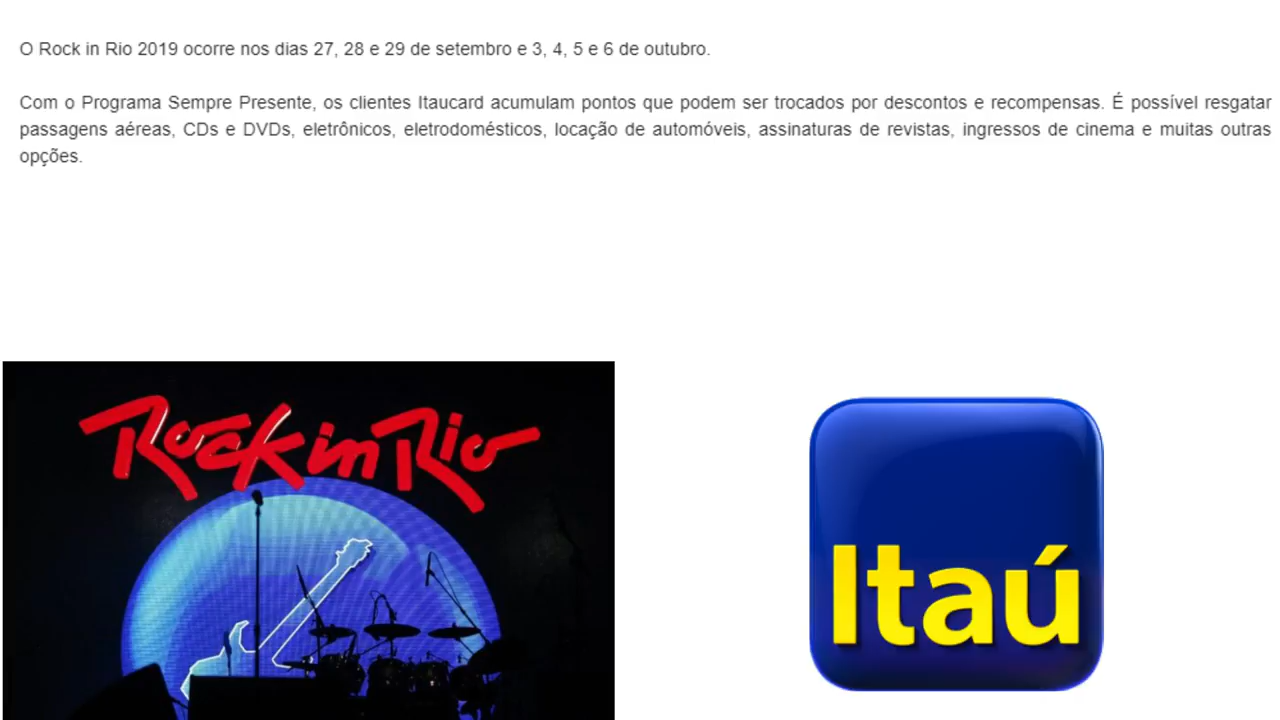 O Rock in Rio 2019 ocorre nos dias 27, 28 e 29 de setembro e 3, 4, 5 e 6 de outubro.
Com o Programa Sempre Presente, os clientes Itaucard acumulam pontos que podem ser trocados por descontos e recompensas. É possível resgatar
passagens aéreas, CDs e DVDs, eletrônicos, eletrodomésticos, locação de automóveis, assinaturas de revistas, ingressos de cinema e muitas outras
opções.
Rock in Rio
Itaú